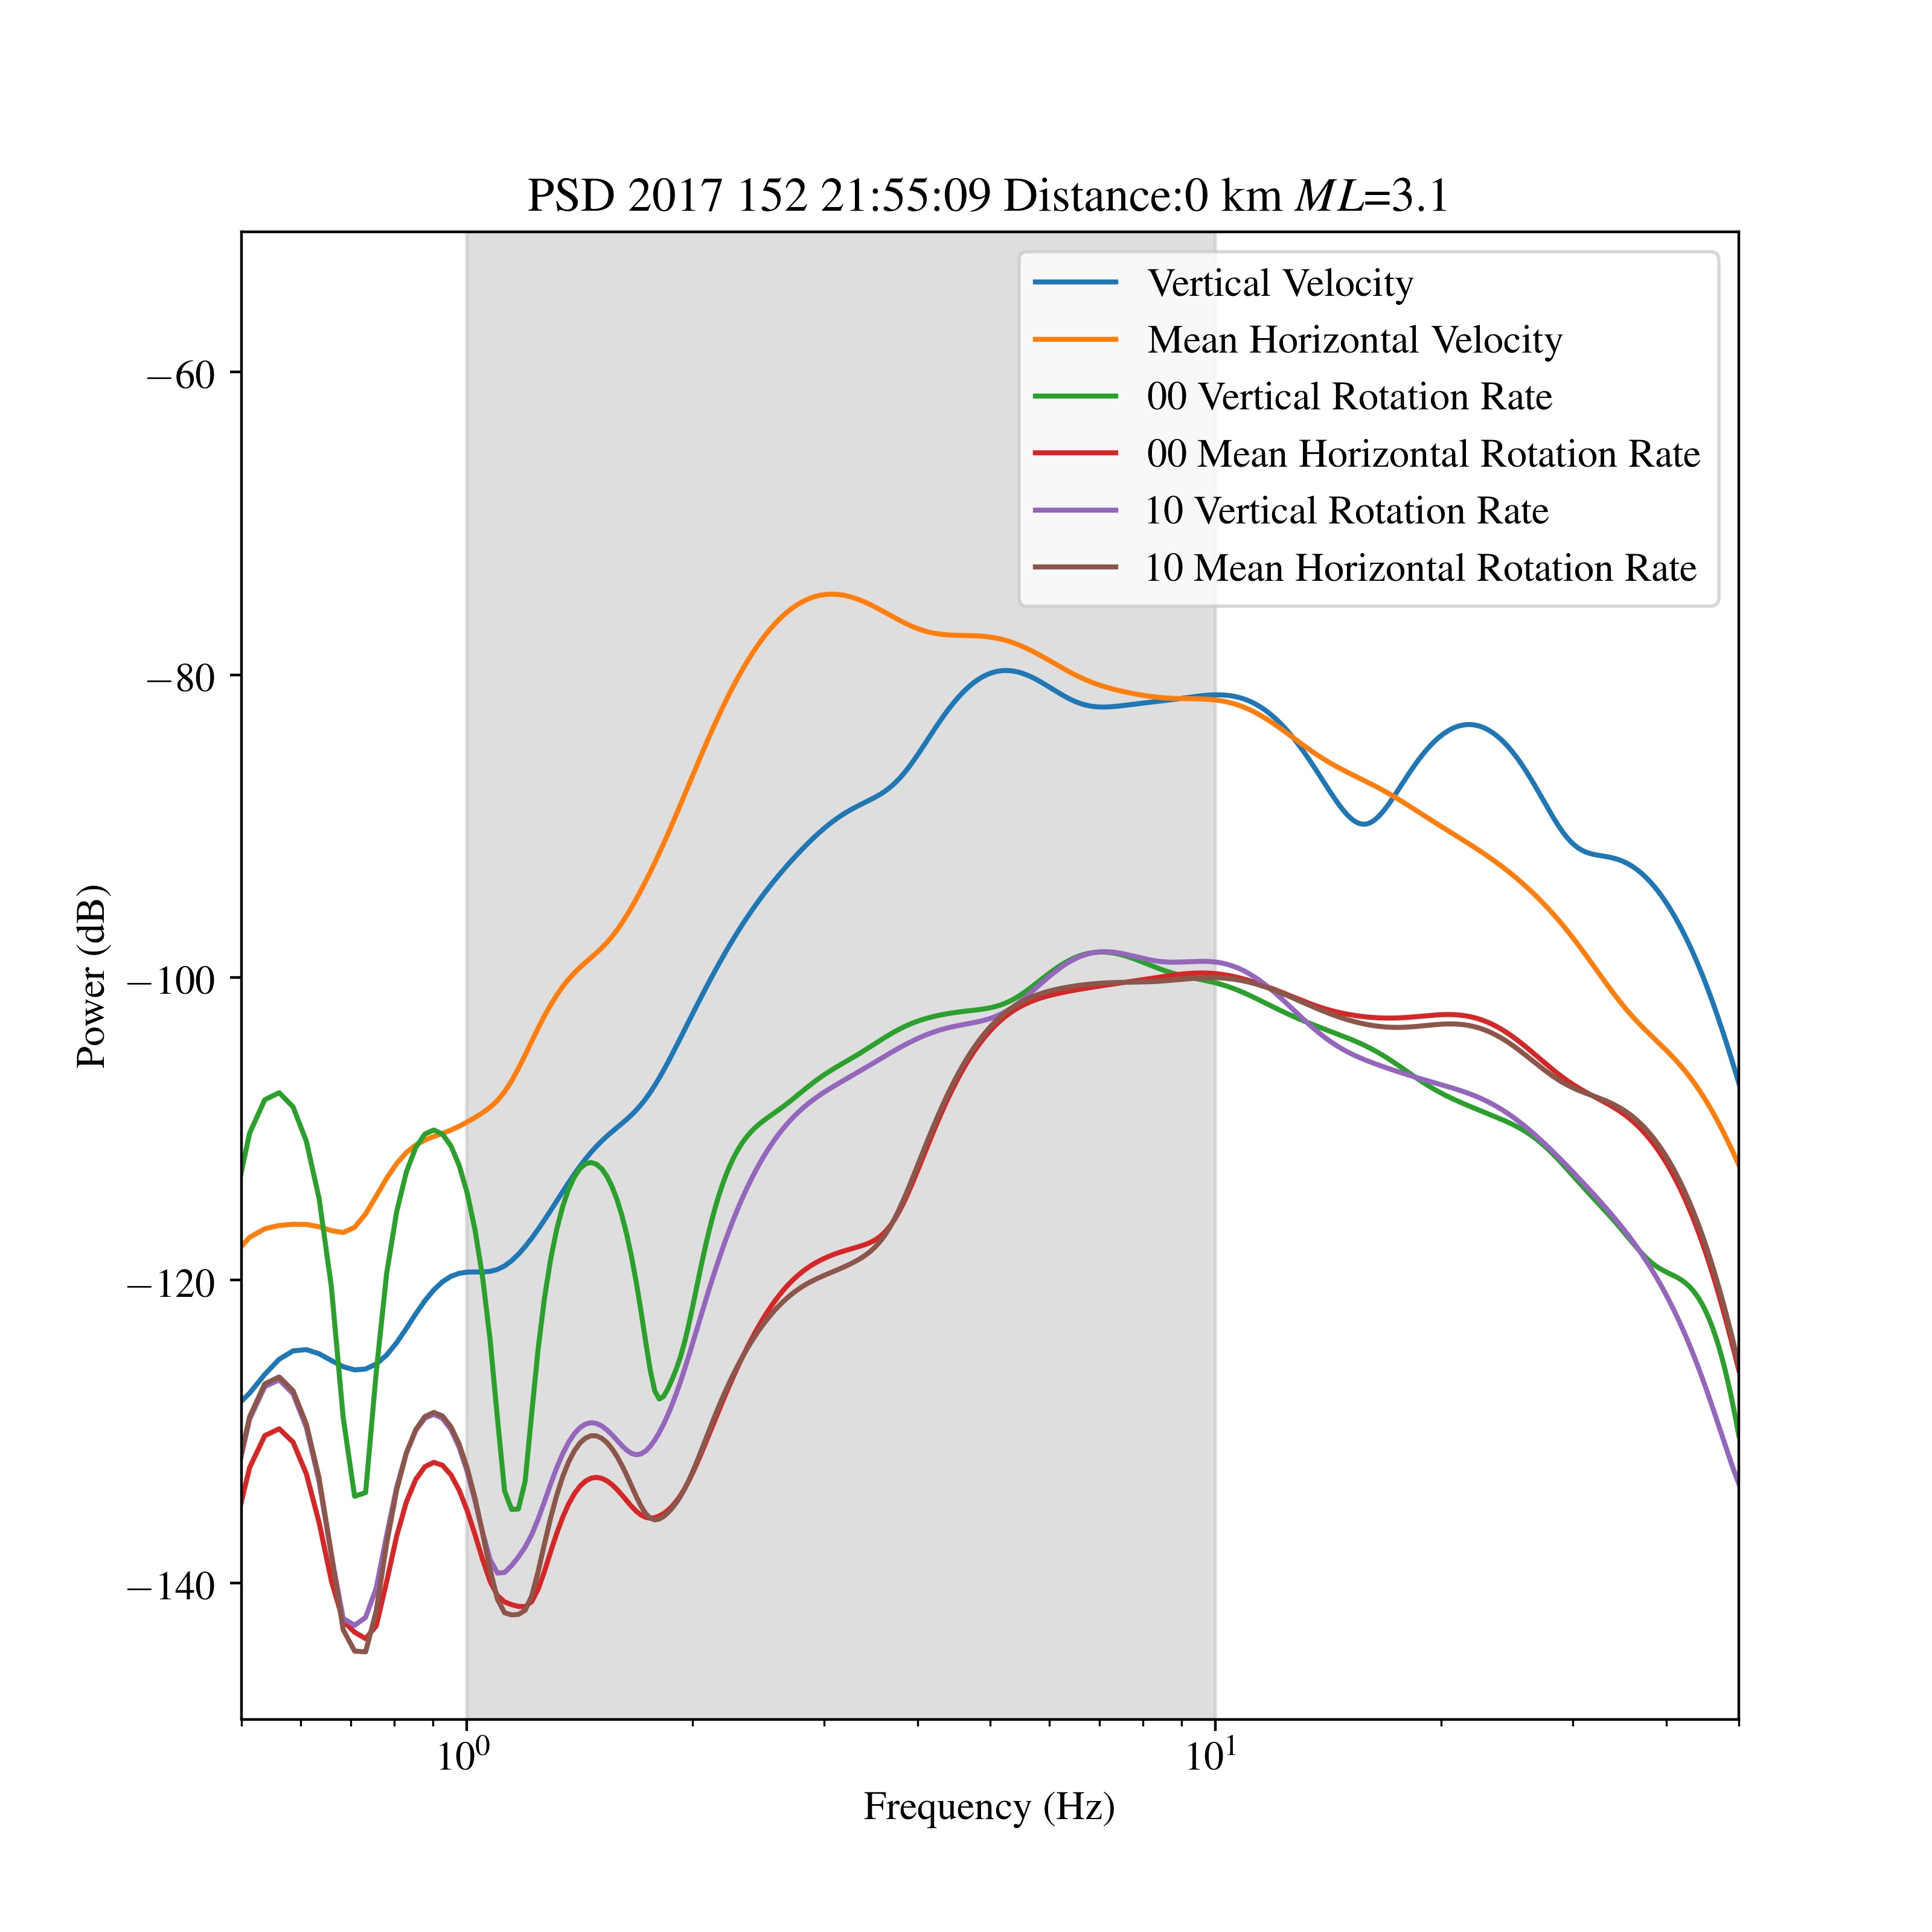 PSD 2017 152 21:55:09 Distance:0 km ML=3.1
Vertical Velocity
Mean Horizontal Velocity
00 Vertical Rotation Rate
00 Mean Horizontal Rotation Rate
10 Vertical Rotation Rate
10 Mean Horizontal Rotation Rate
−60
−80
−100
−120
−140
Power (dB)
10⁰
10¹
Frequency (Hz)